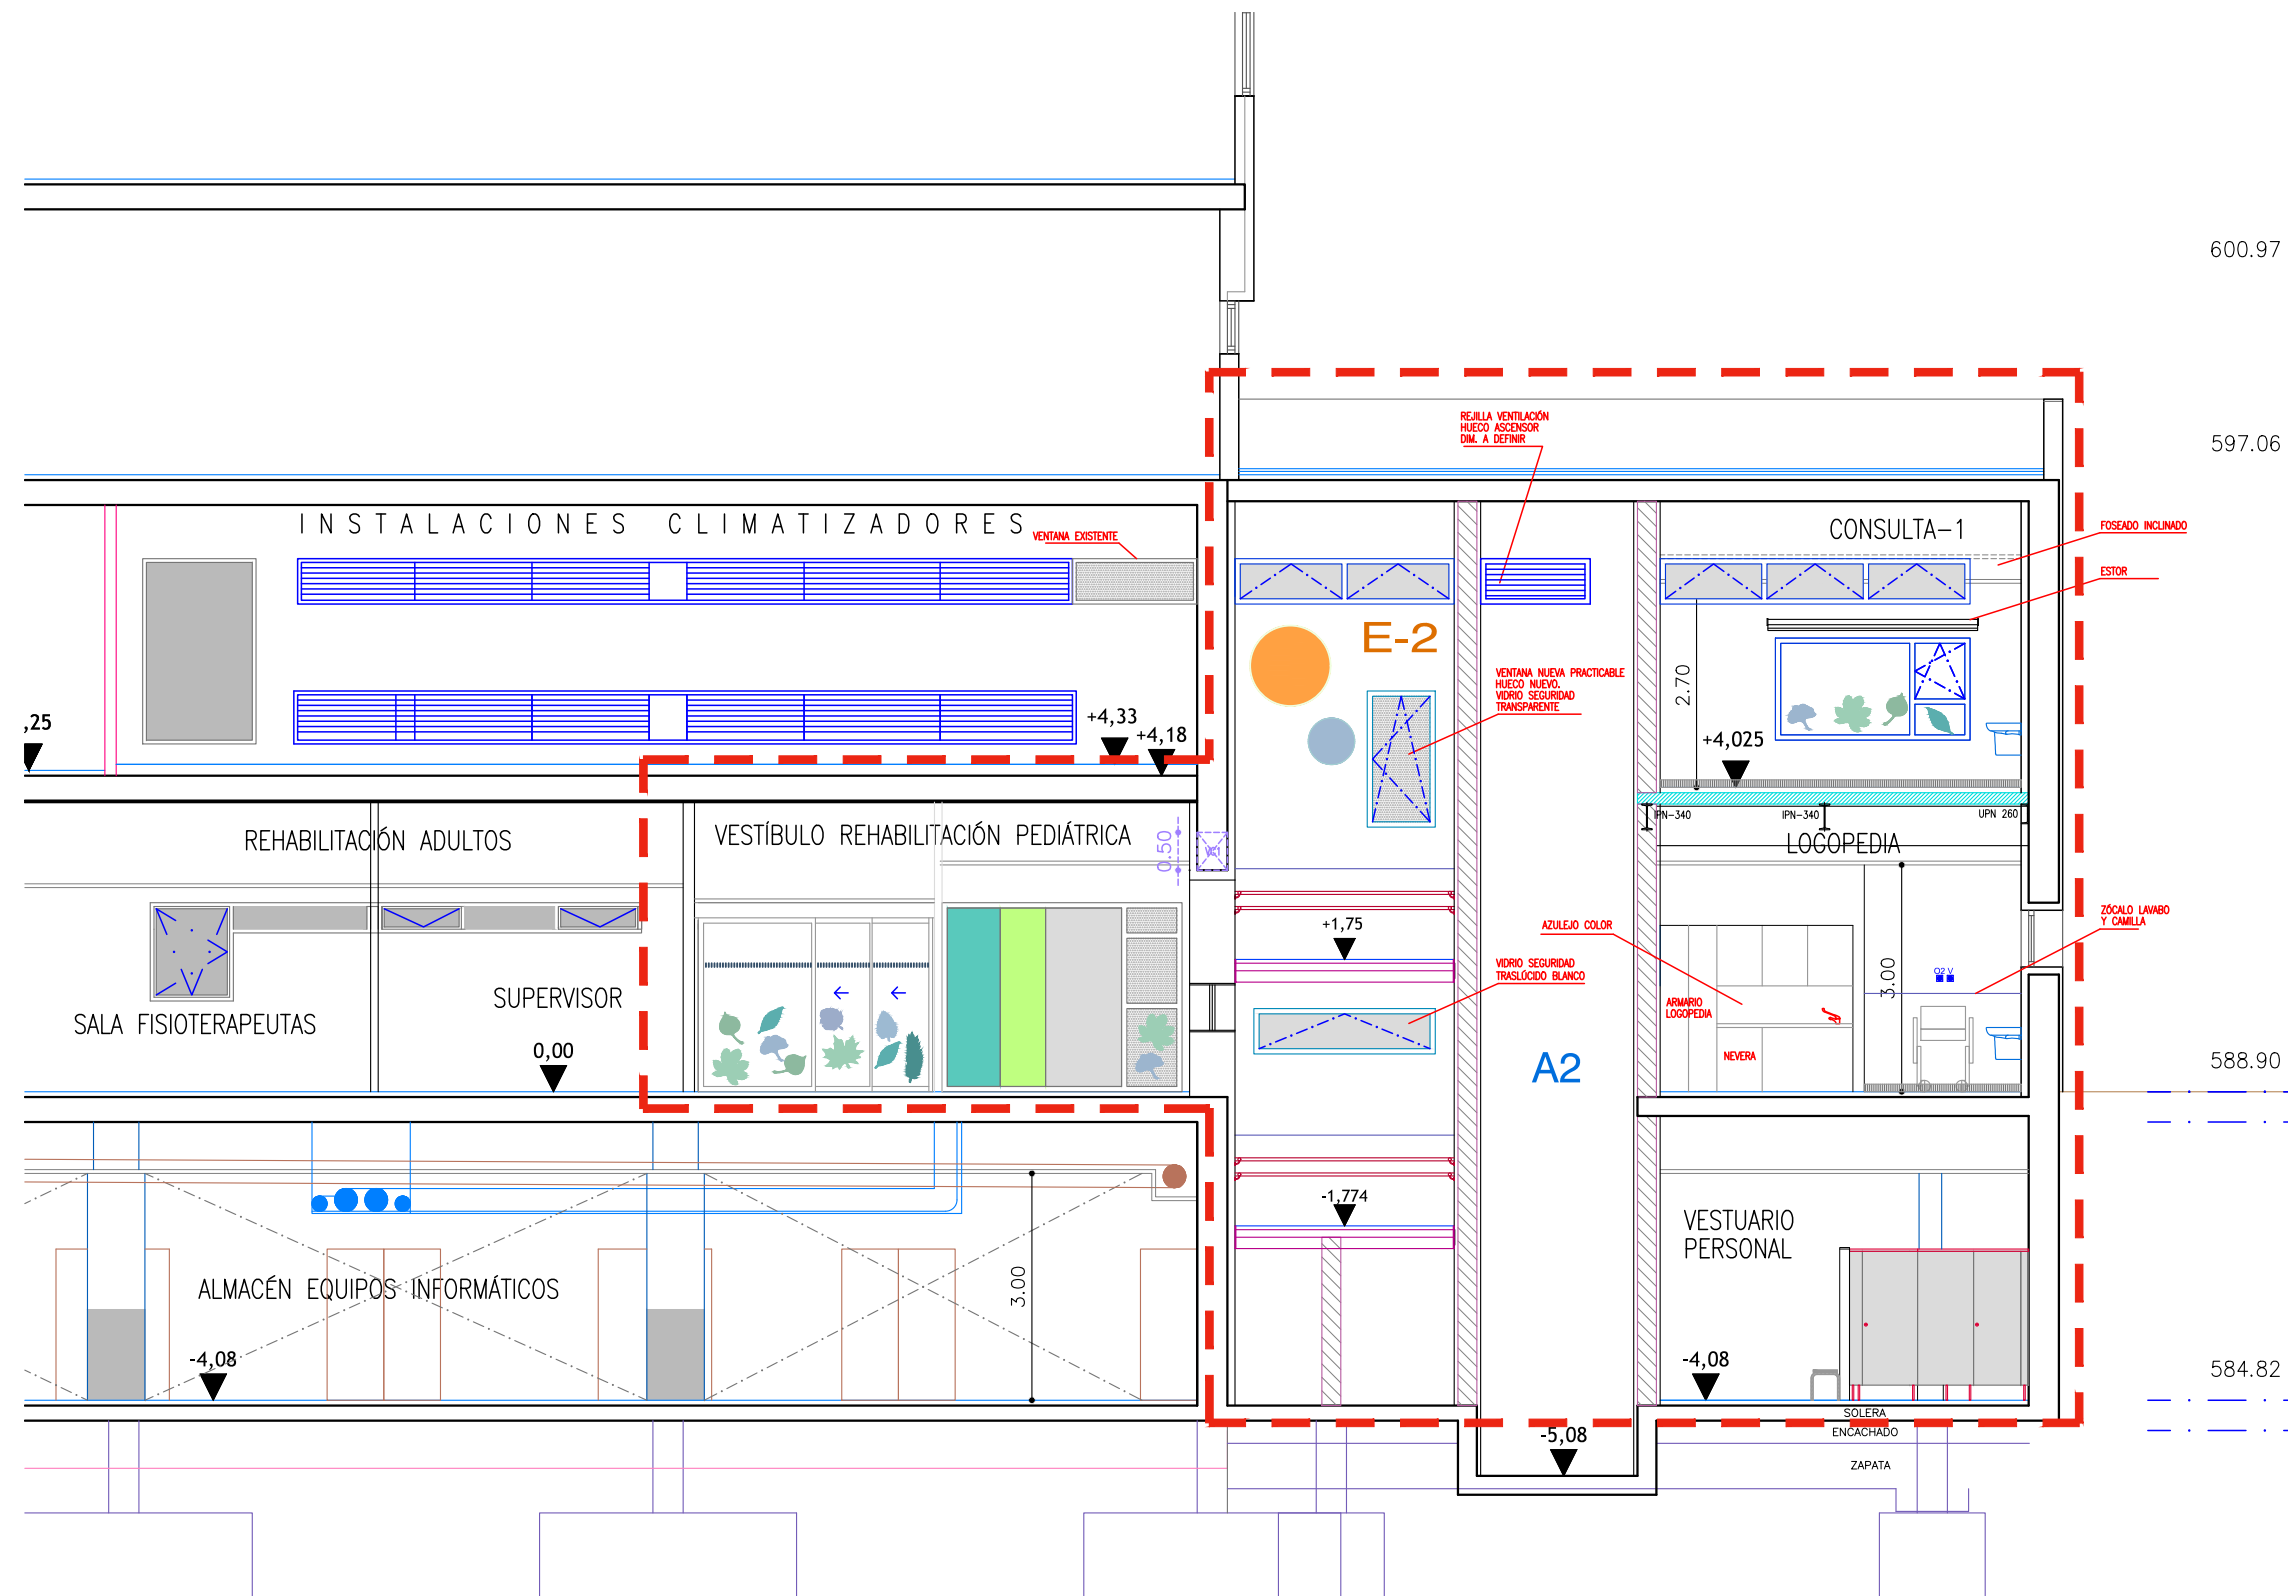 600.97
597.06
REJILLA VENTILACIÓN
HUECO ASCENSOR
DIM. A DEFINIR
INSTALACIONES CLIMATIZADORES
VENTANA EXISTENTE
CONSULTA-1
FOSEADO INCLINADO
ESTOR
E-2
VENTANA NUEVA PRACTICABLE
HUECO NUEVO.
VIDRIO SEGURIDAD
TRANSPARENTE
2.70
,25
+4,33
+4,18
+4,025
IPN-340
IPN-340
UPN 260
REHABILITACIÓN ADULTOS
VESTÍBULO REHABILITACIÓN PEDIÁTRICA
0.50
LOGOPEDIA
AZULEJO COLOR
ZÓCALO LAVABO
Y CAMILLA
+1,75
VIDRIO SEGURIDAD
TRASLÚCIDO BLANCO
O2 V
3.00
ARMARIO
LOGOPEDIA
NEVERA
SUPERVISOR
SALA FISIOTERAPEUTAS
0,00
A2
588.90
-1,774
VESTUARIO
PERSONAL
ALMACÉN EQUIPOS INFORMÁTICOS
3.00
-4,08
-4,08
584.82
SOLERA
ENCACHADO
-5,08
ZAPATA